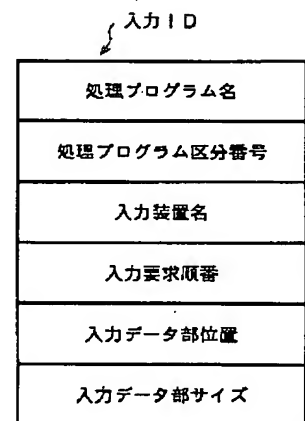 入力ID
処理プログラム名
処理プログラム区分番号
入力装置名
入力要求順番
入力データ部位置
入力データ部サイズ